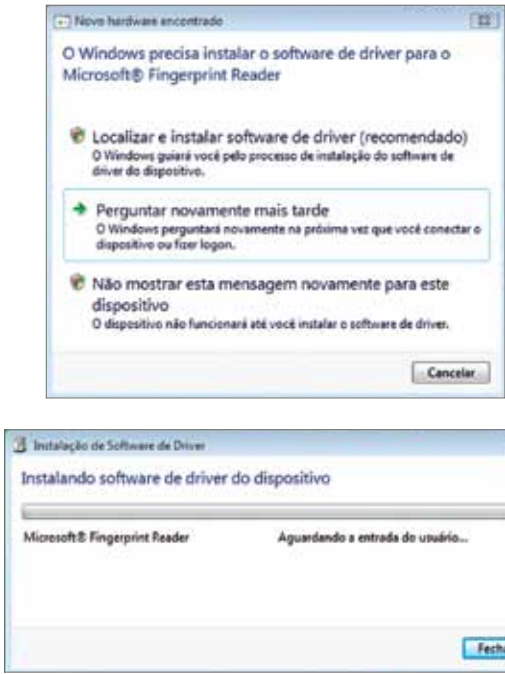 Novo hardware encontrado
O Windows precisa instalar o software de driver para o
Microsoft® Fingerprint Reader
Localizar e instalar software de driver (recomendado)
O Windows guiará você pelo processo de instalação do software de
driver do dispositivo.
Perguntar novamente mais tarde
O Windows perguntará novamente na próxima vez que você conectar o
dispositivo ou fizer logon.
Não mostrar esta mensagem novamente para este
dispositivo
O dispositivo não funcionará até você instalar o software de driver.
Cancelar
Instalação de Software de Driver
Instalando software de driver do dispositivo
Microsoft® Fingerprint Reader Aguardando a entrada do usuário...
Fecha